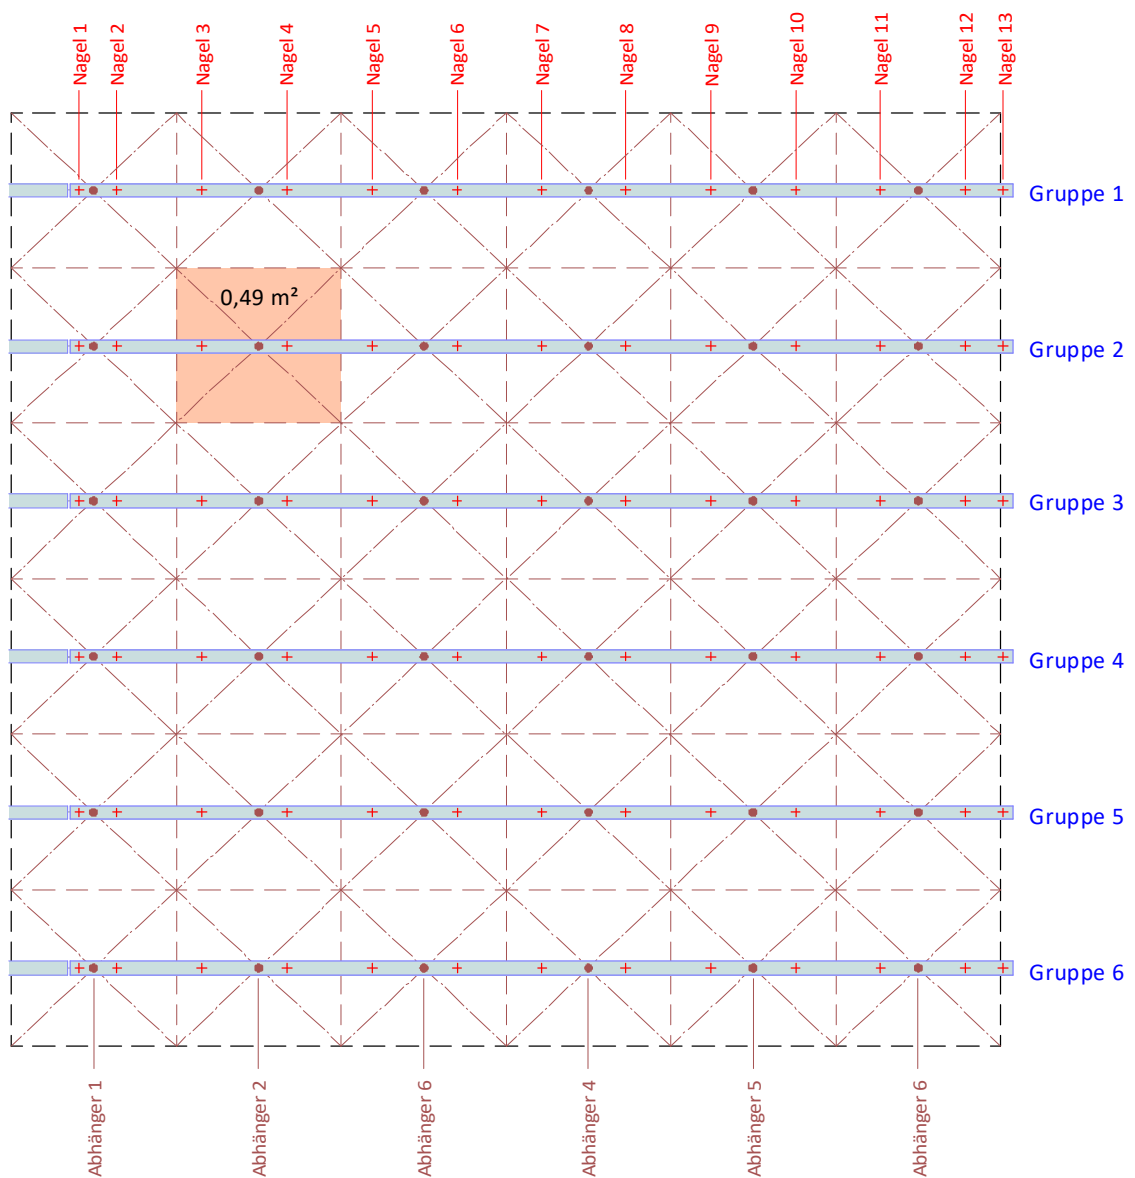 Nagel 1
Nagel 2
Nagel 3
Nagel 4
Nagel 5
Nagel 6
Nagel 7
Nagel 8
Nagel 9
Nagel 10
Nagel 11
Nagel 12
Nagel 13
Gruppe 1
0,49 m²
Gruppe 2
Gruppe 3
Gruppe 4
Gruppe 5
Gruppe 6
Abhänger 1
Abhänger 2
Abhänger 6
Abhänger 4
Abhänger 5
Abhänger 6